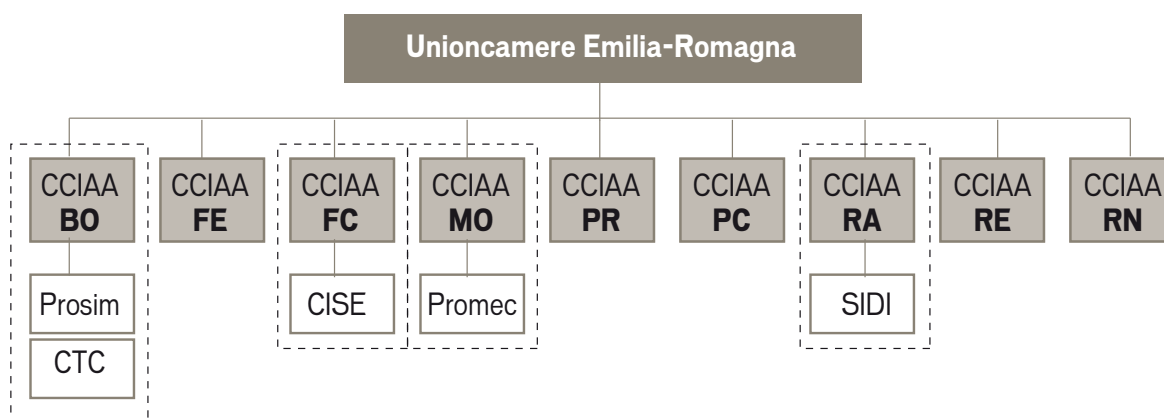 Unioncamere Emilia-Romagna
CCIAA
BO
CCIAA
FE
CCIAA
FC
CCIAA
MO
CCIAA
PR
CCIAA
PC
CCIAA
RA
CCIAA
RE
CCIAA
RN
Prosim
CISE
Promec
SIDI
CTC